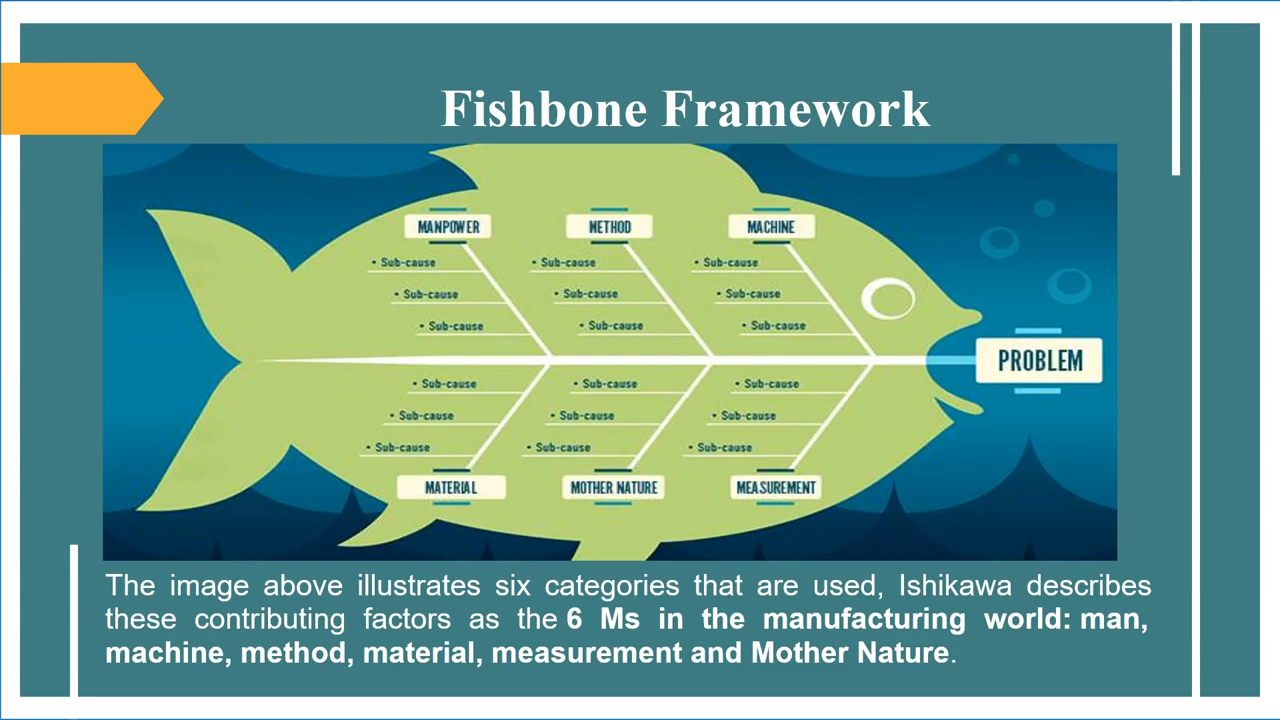 Fishbone Framework
MANPOWER
METHOD
MACHINE
• Sub-cause
• Sub-cause
• Sub-cause
• Sub-cause
• Sub-cause
• Sub-cause
• Sub-cause
• Sub-cause
• Sub-cause
PROBLEM
• Sub-cause
• Sub-cause
• Sub-cause
• Sub-cause
• Sub-cause
• Sub-cause
• Sub-cause
• Sub-cause
• Sub-cause
MATERIAL
MOTHER NATURE
MEASUREMENT
The image above illustrates six categories that are used, Ishikawa describes
these contributing factors as the 6 Ms in the manufacturing world: man,
machine, method, material, measurement and Mother Nature.